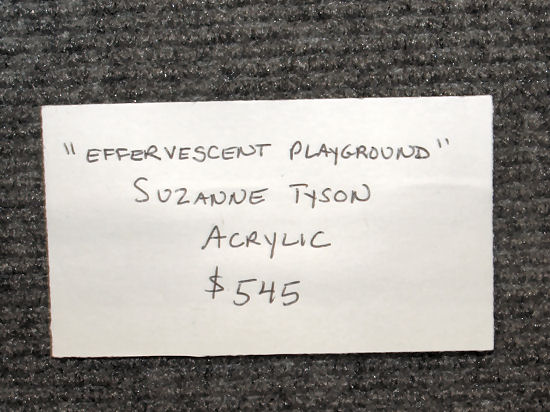 "EFFERVESCENT PLAYGROUND"
SUZANNE TYSON
ACRYLIC
$545